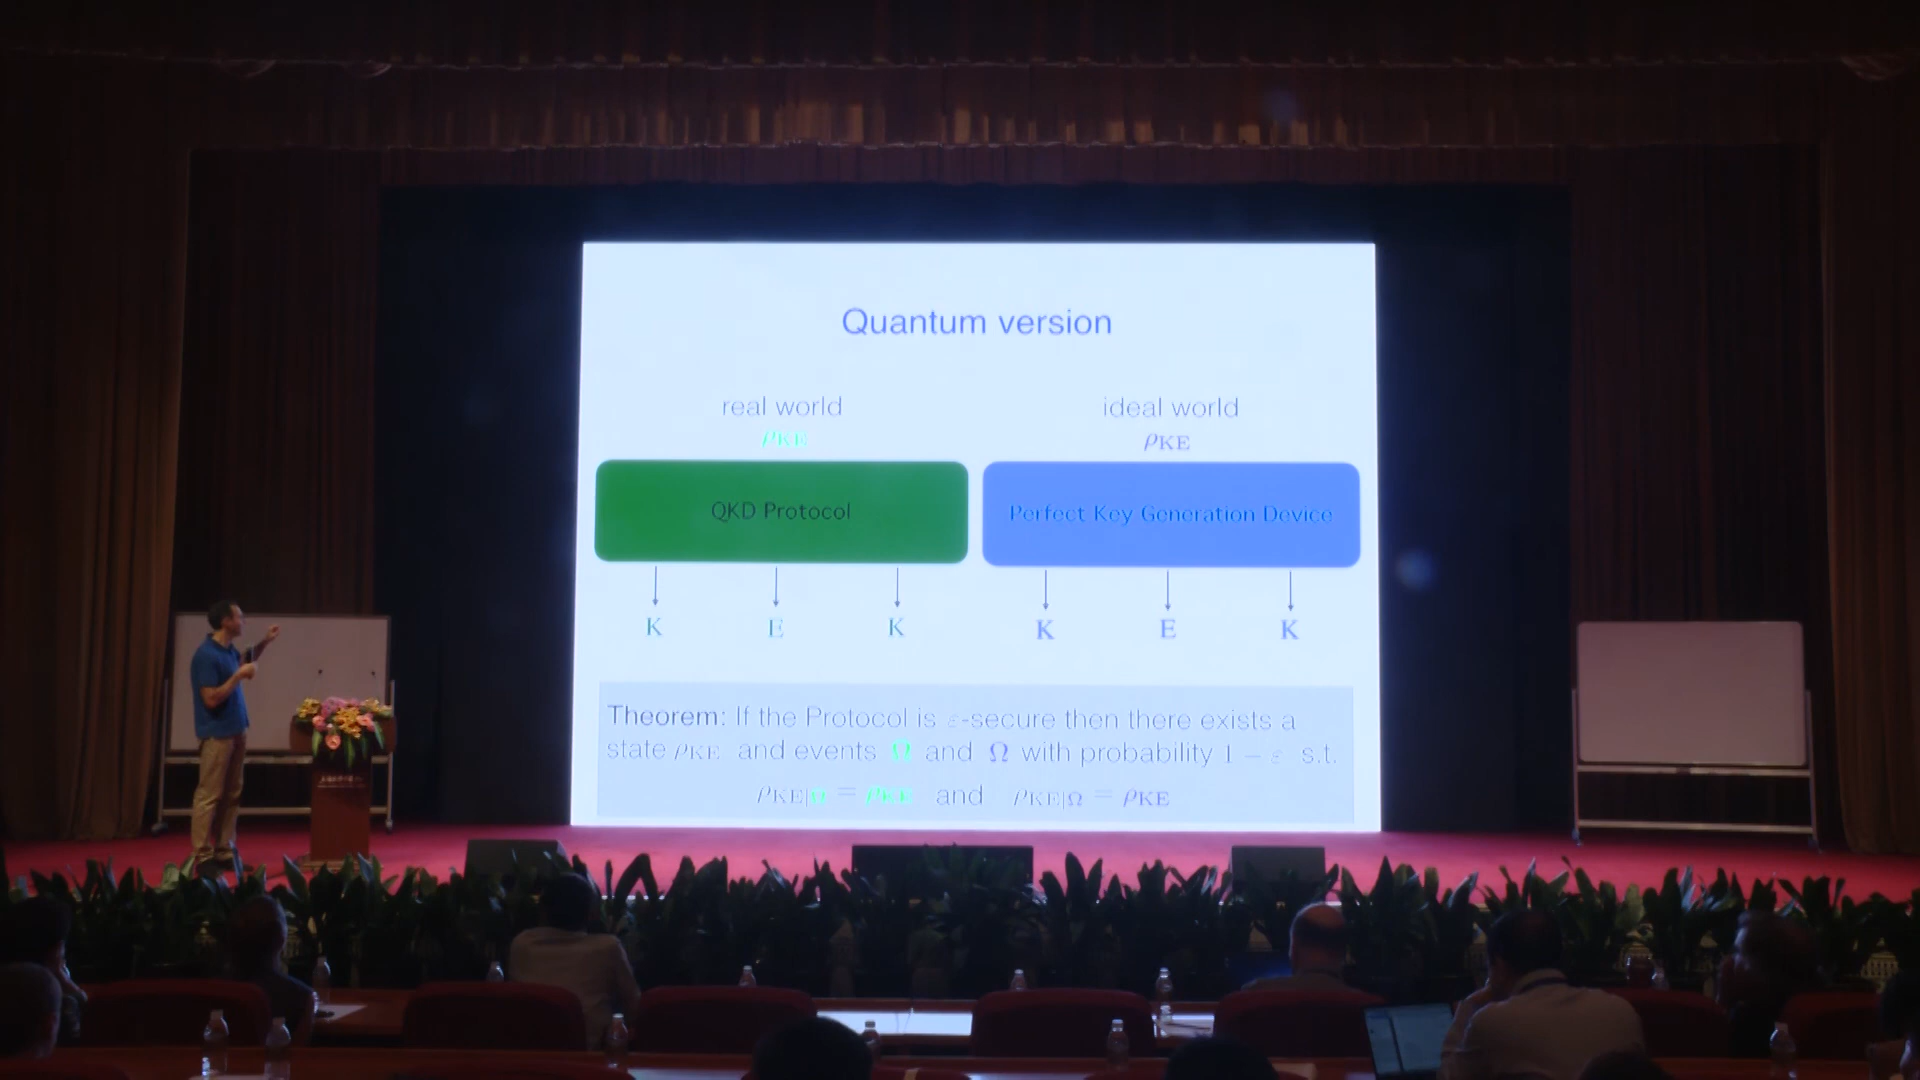 Quantum version
real world
ρKE
ideal world
ρKE
QKD Protocol
Perfect Key Generation Device
K E K
K E K
Theorem: If the Protocol is ε-secure then there exists a
state ρKE and events Ω and Ω with probability 1 − ε s.t.
ρKE|Ω = ρKE and ρKE|Ω = ρKE